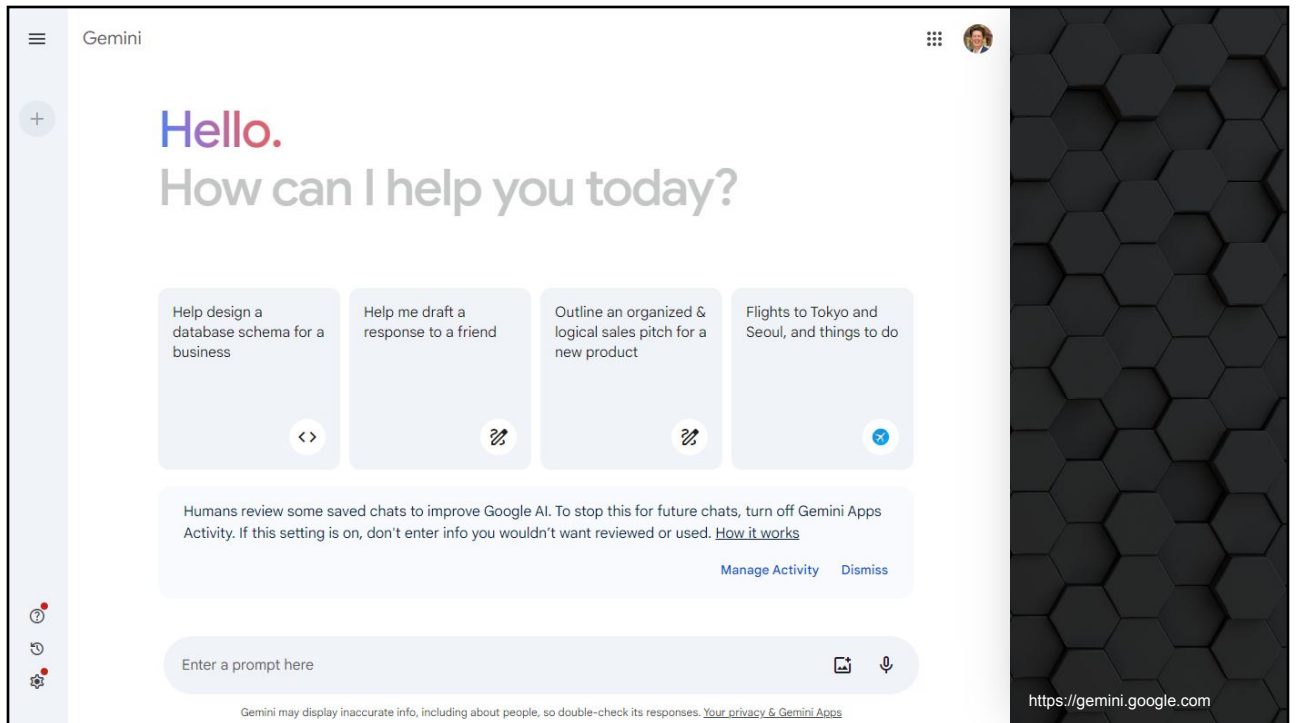 Gemini
Hello.
How can I help you today?
Help design a
database schema for a
business
Help me draft a
response to a friend
Outline an organized &
logical sales pitch for a
new product
Flights to Tokyo and
Seoul, and things to do
Humans review some saved chats to improve Google AI. To stop this for future chats, turn off Gemini Apps
Activity. If this setting is on, don't enter info you wouldn’t want reviewed or used. How it works
Manage Activity Dismiss
Enter a prompt here
Gemini may display inaccurate info, including about people, so double-check its responses. Your privacy & Gemini Apps
https://gemini.google.com